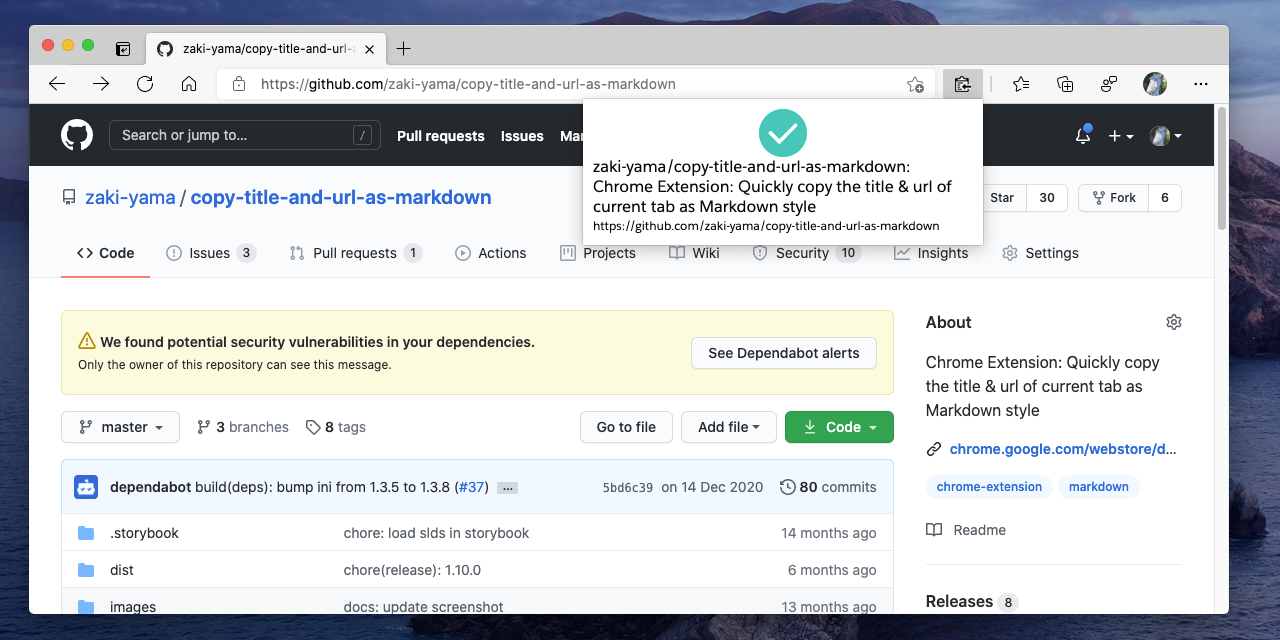 zaki-yama/copy-title-and-url-a
https://github.com/zaki-yama/copy-title-and-url-as-markdown
Search or jump to…
/
Pull requests
Issues
zaki-yama/copy-title-and-url-as-markdown:
Chrome Extension: Quickly copy the title & url of
current tab as Markdown style
https://github.com/zaki-yama/copy-title-and-url-as-markdown
zaki-yama / copy-title-and-url-as-markdown
Star 30
Fork 6
Code
Issues 3
Pull requests 1
Actions
Projects
Wiki
Security 10
Insights
Settings
We found potential security vulnerabilities in your dependencies.
Only the owner of this repository can see this message.
See Dependabot alerts
master
3 branches
8 tags
Go to file
Add file
Code
dependabot build(deps): bump ini from 1.3.5 to 1.3.8 (#37) …
5bd6c39 on 14 Dec 2020
80 commits
.storybook chore: load slds in storybook 14 months ago
dist chore(release): 1.10.0 6 months ago
images docs: update screenshot 13 months ago
About
Chrome Extension: Quickly copy
the title & url of current tab as
Markdown style
chrome.google.com/webstore/d…
chrome-extension
markdown
Readme
Releases 8